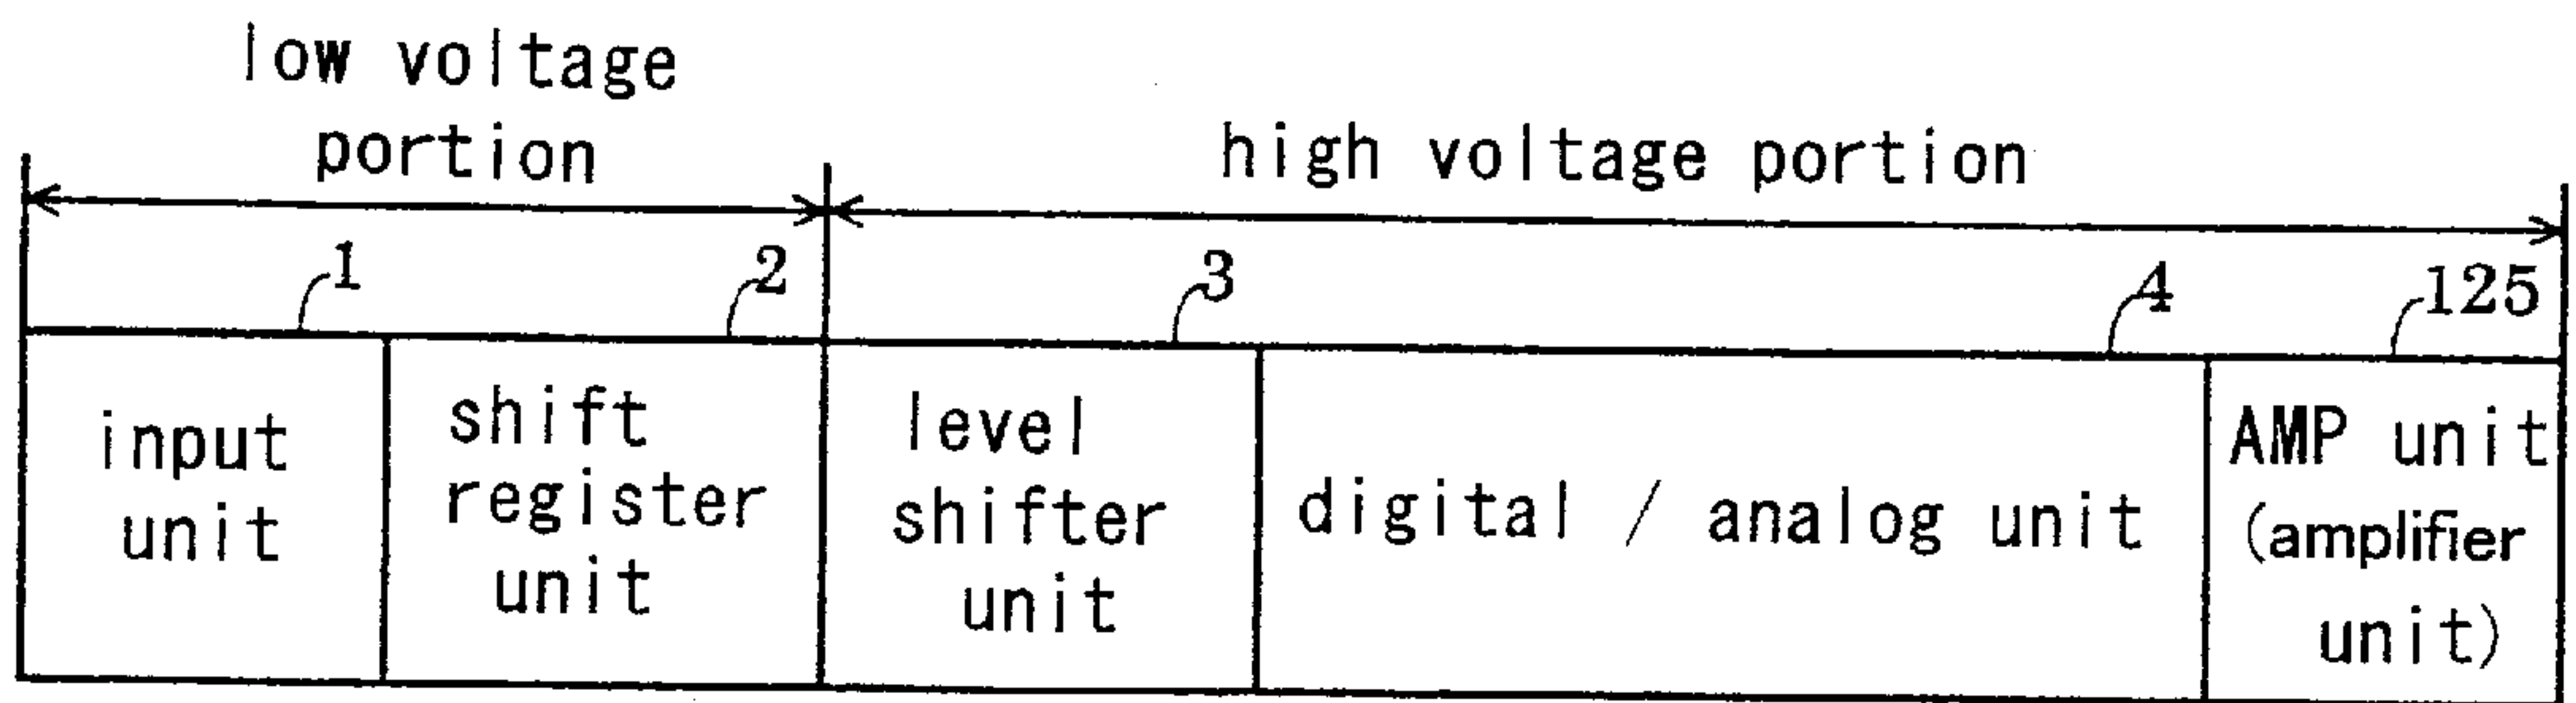 low voltage
portion
high voltage portion
1
2
3
4
125
input
unit
shift
register
unit
level
shifter
unit
digital / analog unit
AMP unit
(amplifier
unit)